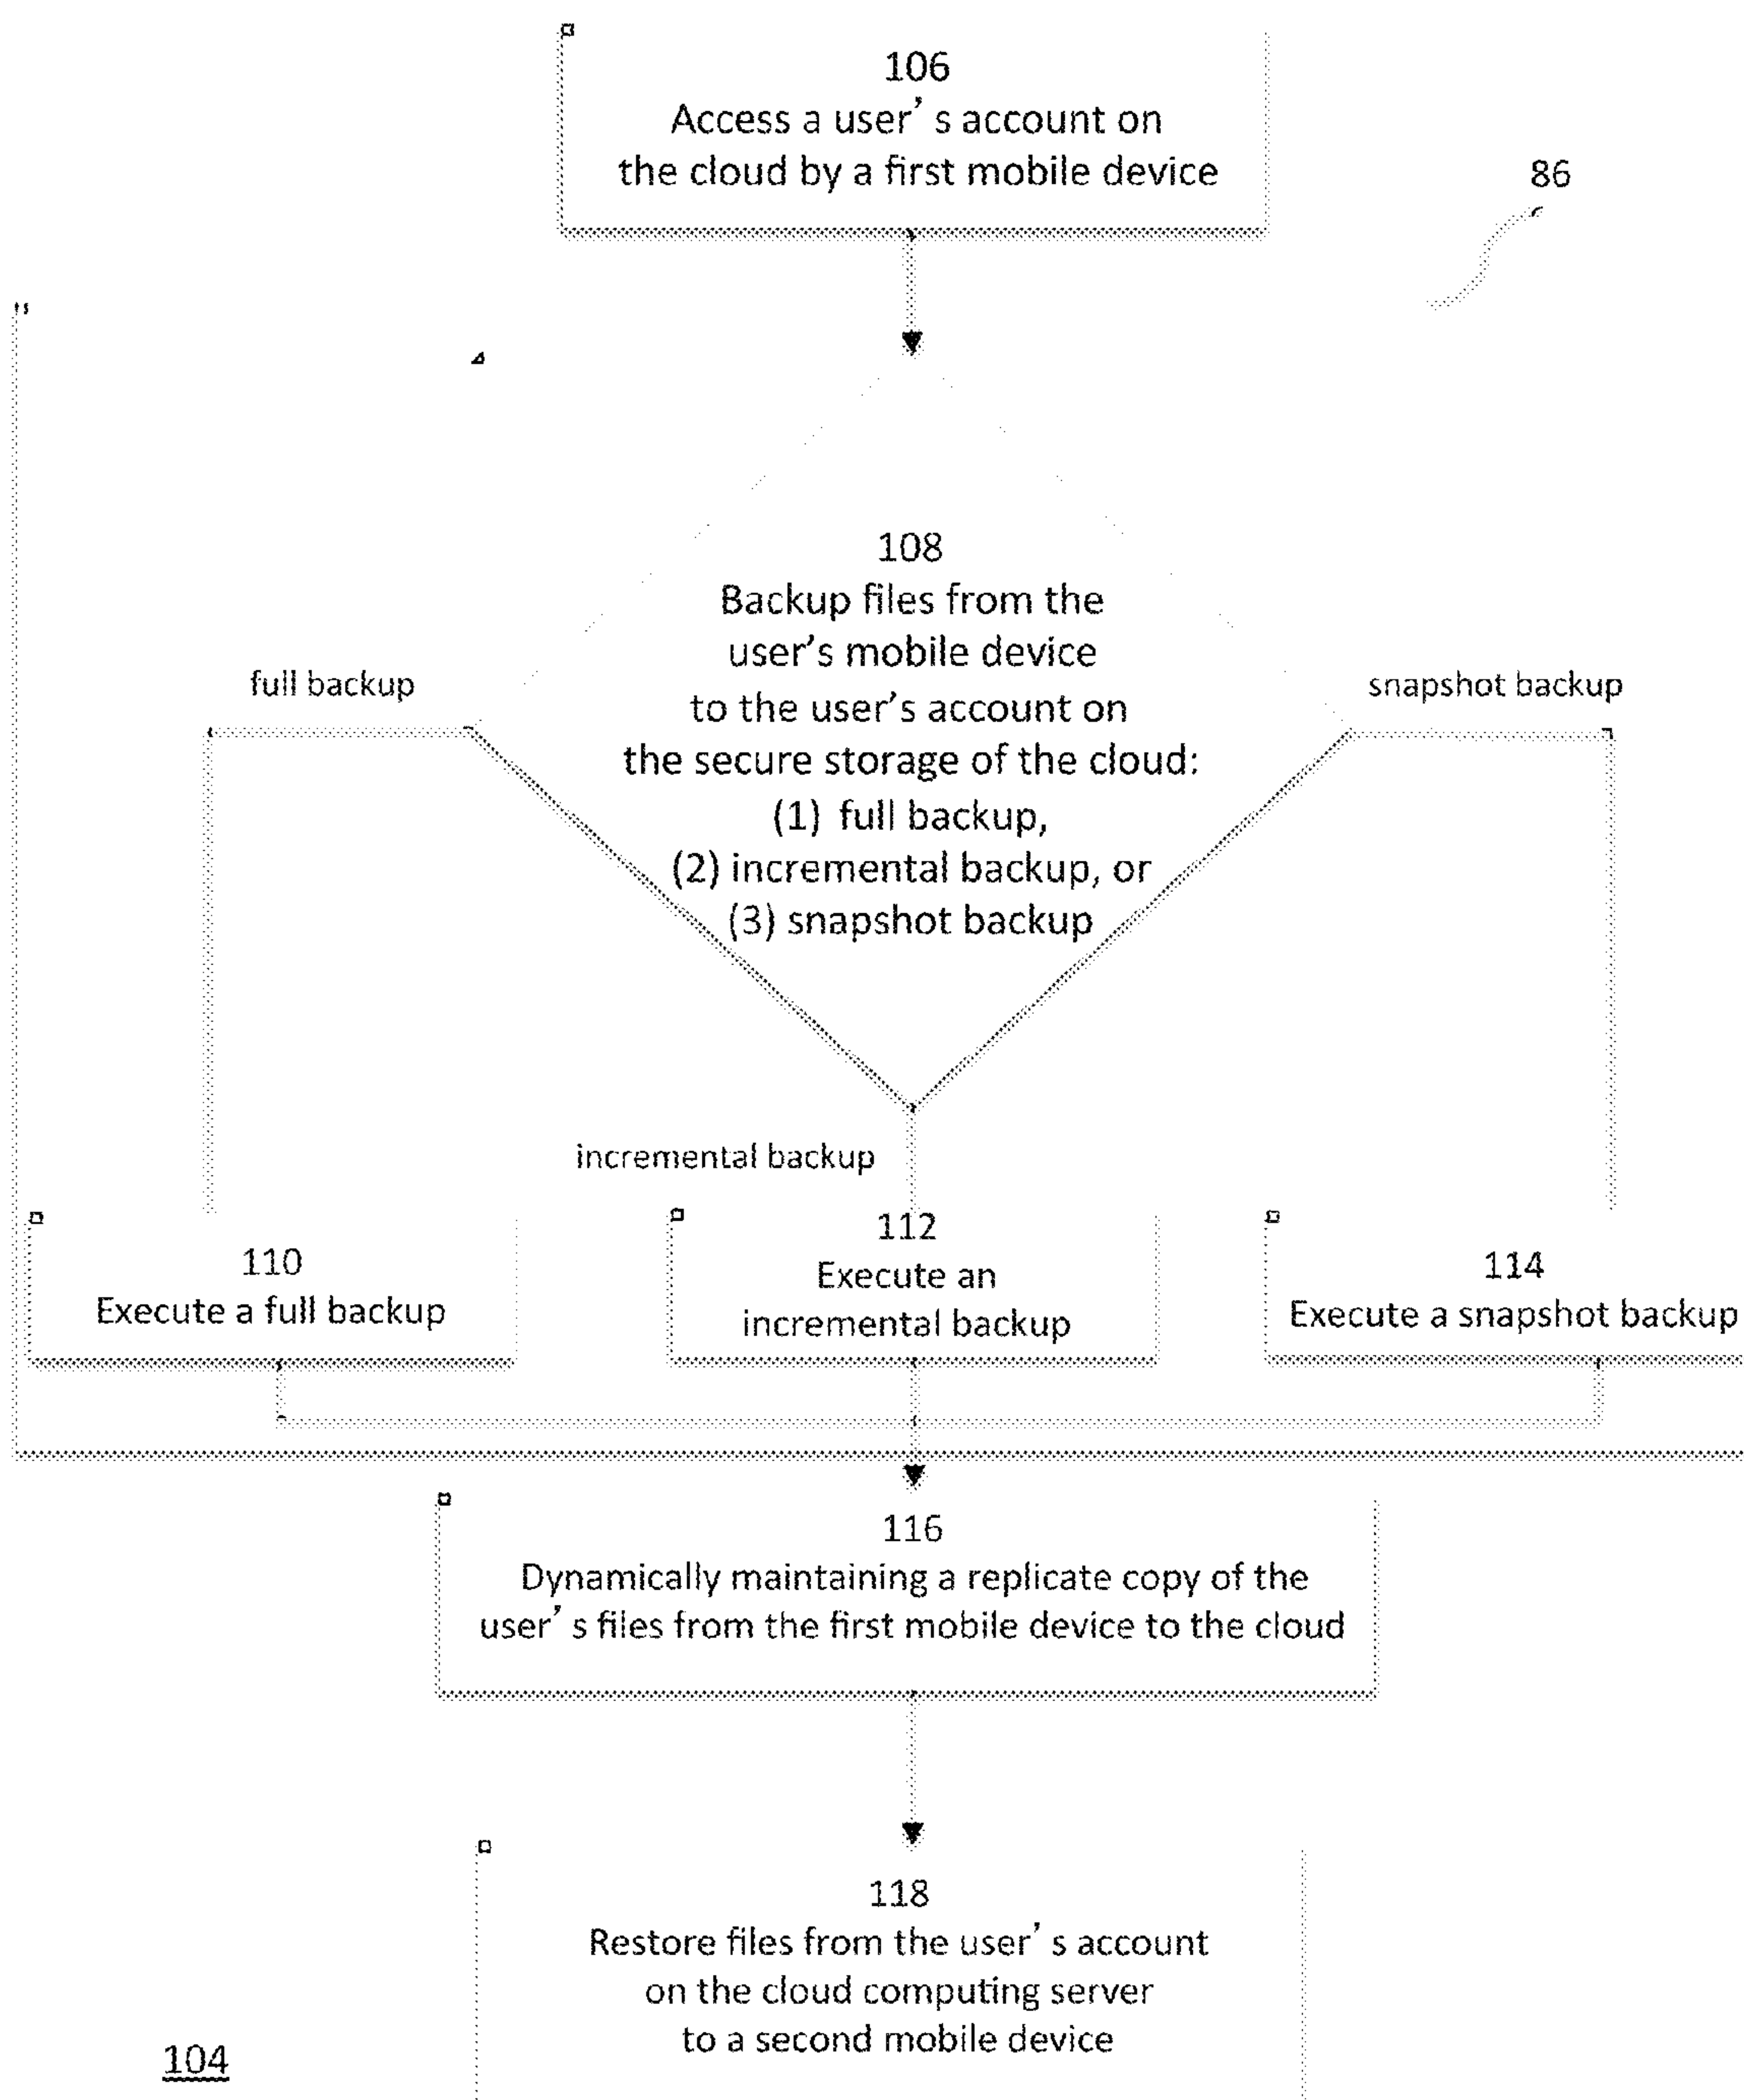 106
Access a user’ s account on
the cloud by a first mobile device
86
108
Backup files from the
user's mobile device
to the user's account on
the secure storage of the cloud:
(1) full backup,
(2) incremental backup, or
(3) snapshot backup
full backup
snapshot backup
incremental backup
110
Execute a full backup
112
Execute an
incremental backup
114
Execute a snapshot backup
116
Dynamically maintaining a replicate copy of the
user’ s files from the first mobile device to the cloud
118
Restore files from the user’ s account
on the cloud computing server
to a second mobile device
104